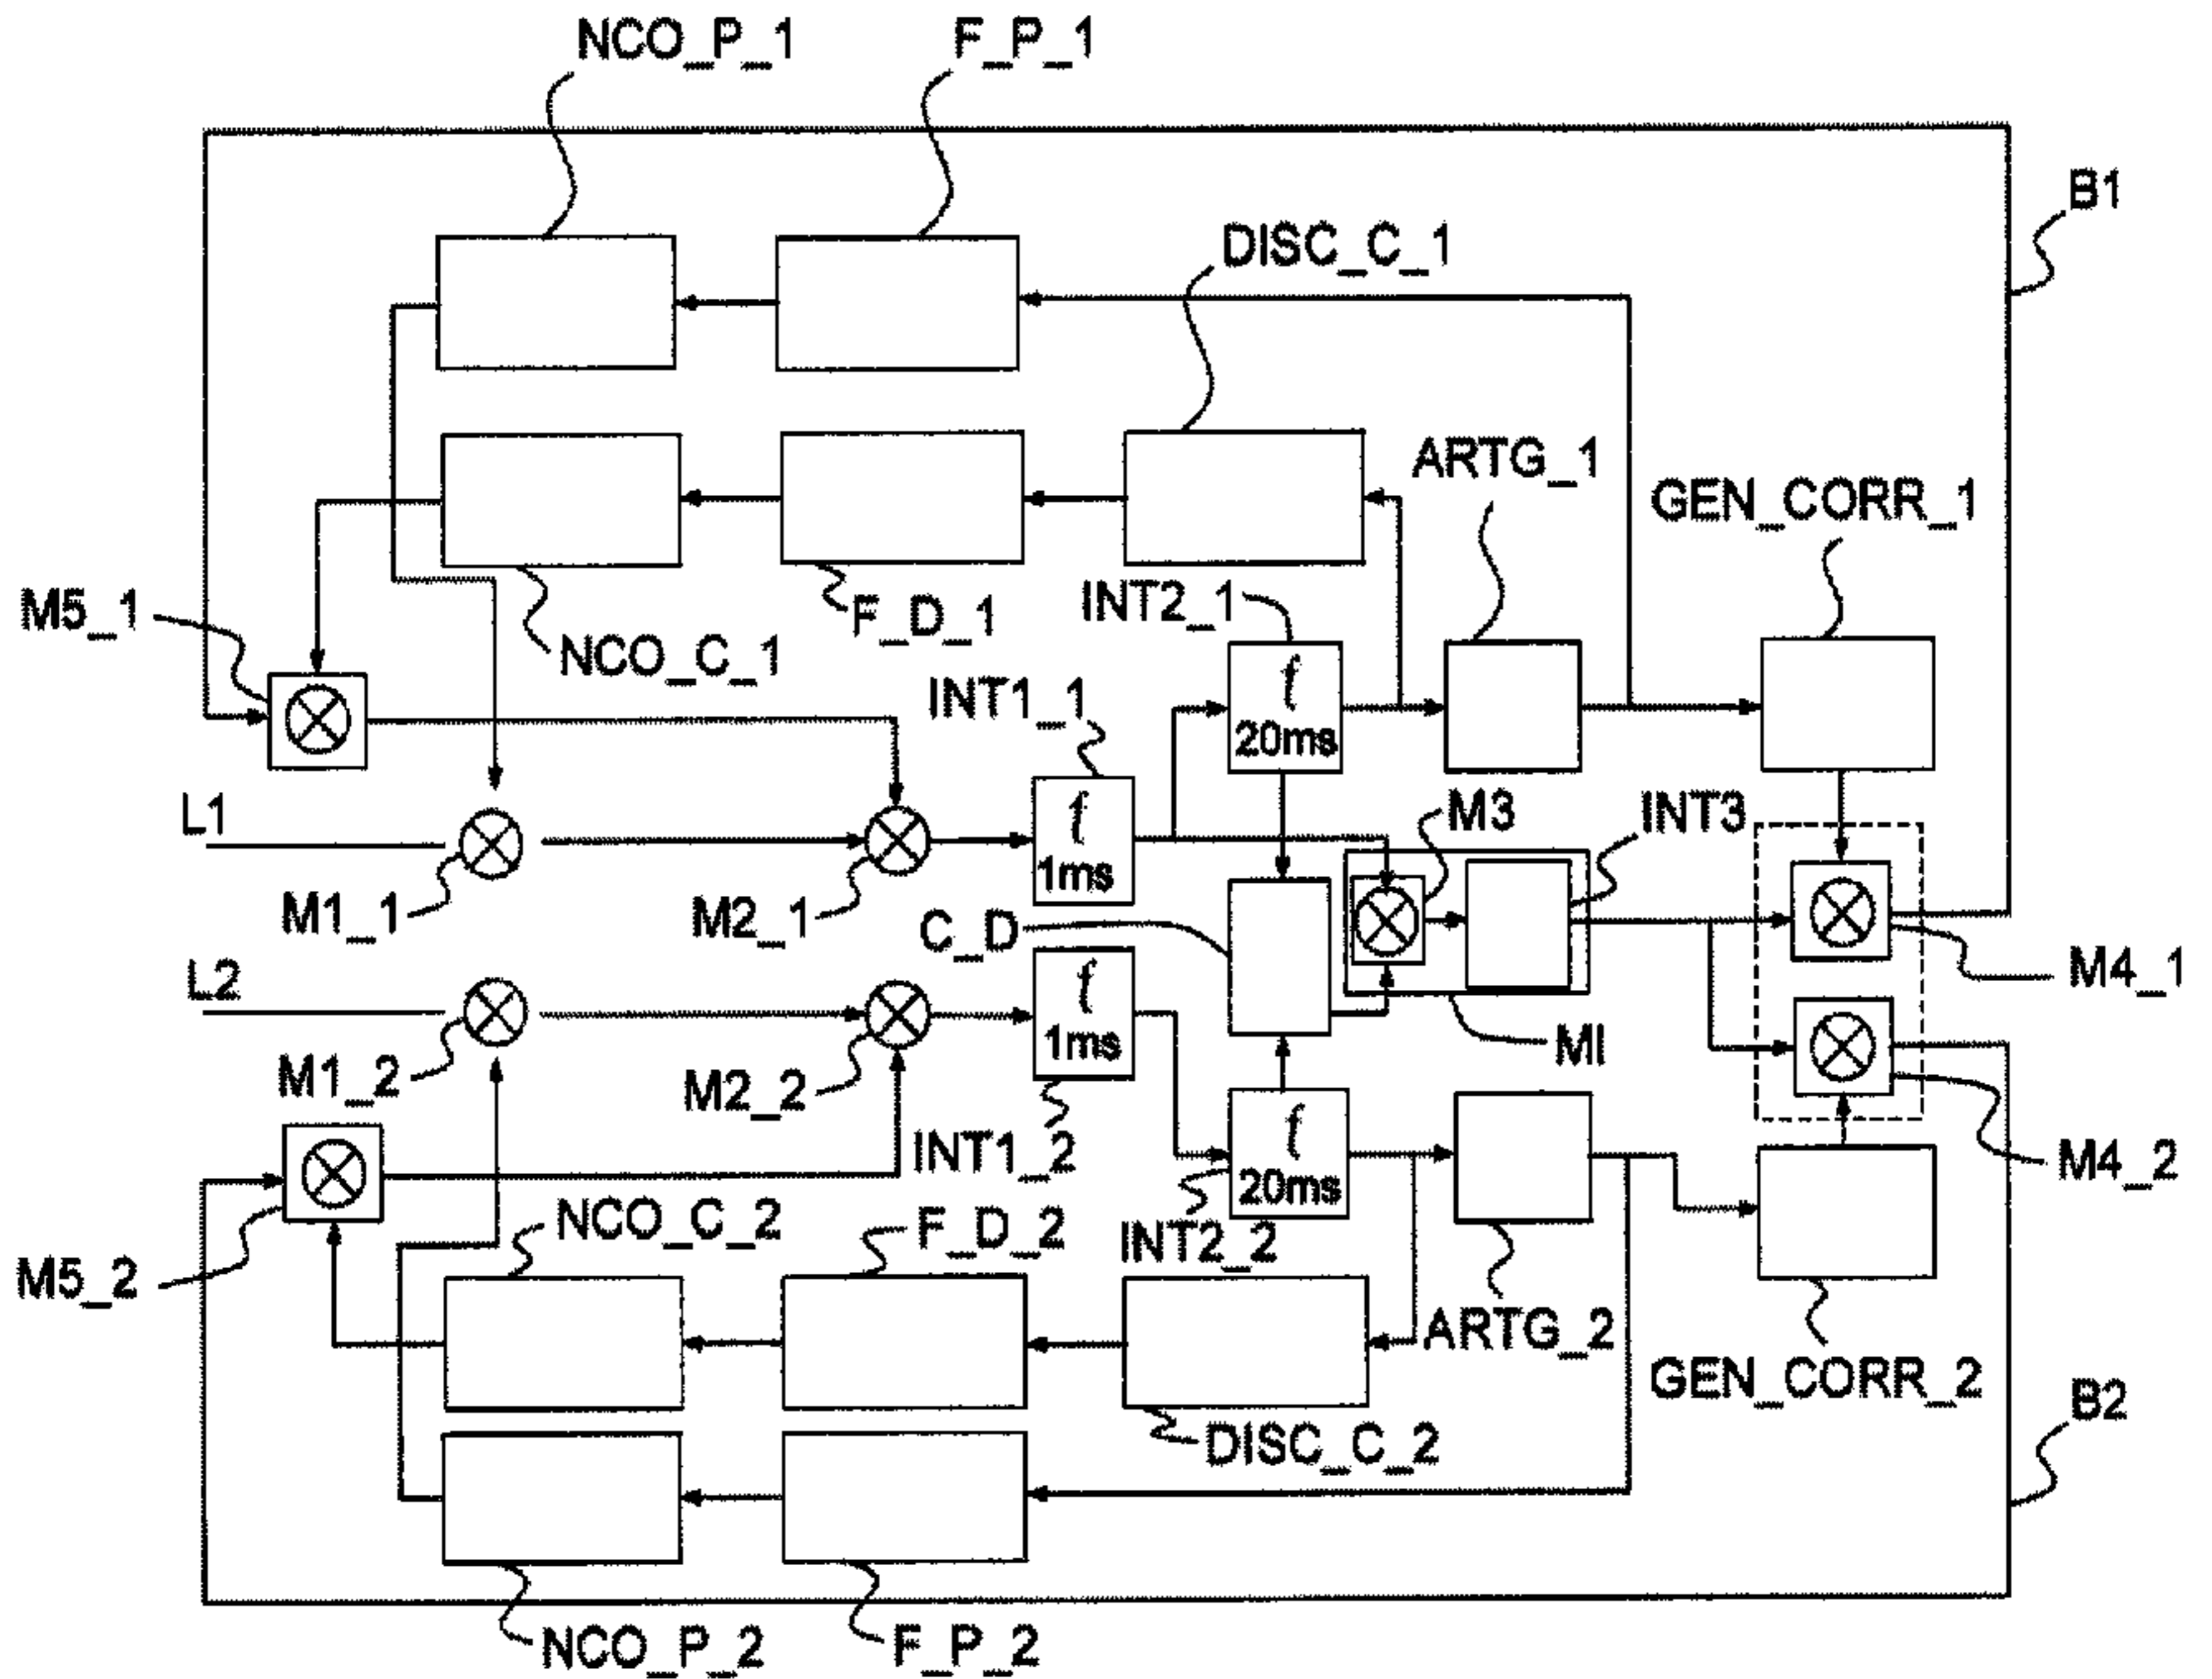 NCO_P_1
F_P_1
B1
DISC_C_1
ARTG_1
GEN_CORR_1
M5_1
F_D_1
INT2_1
NCO_C_1
INT1_1
20ms
L1
M3
INT3
1ms
M1_1
M2_1
C_D
L2
M4_1
MI
1ms
M1_2
M2_2
INT1_2
M4_2
20ms
NCO_C_2
F_D_2
INT2_2
M5_2
ARTG_2
GEN_CORR_2
B2
DISC_C_2
NCO_P_2
F_P_2